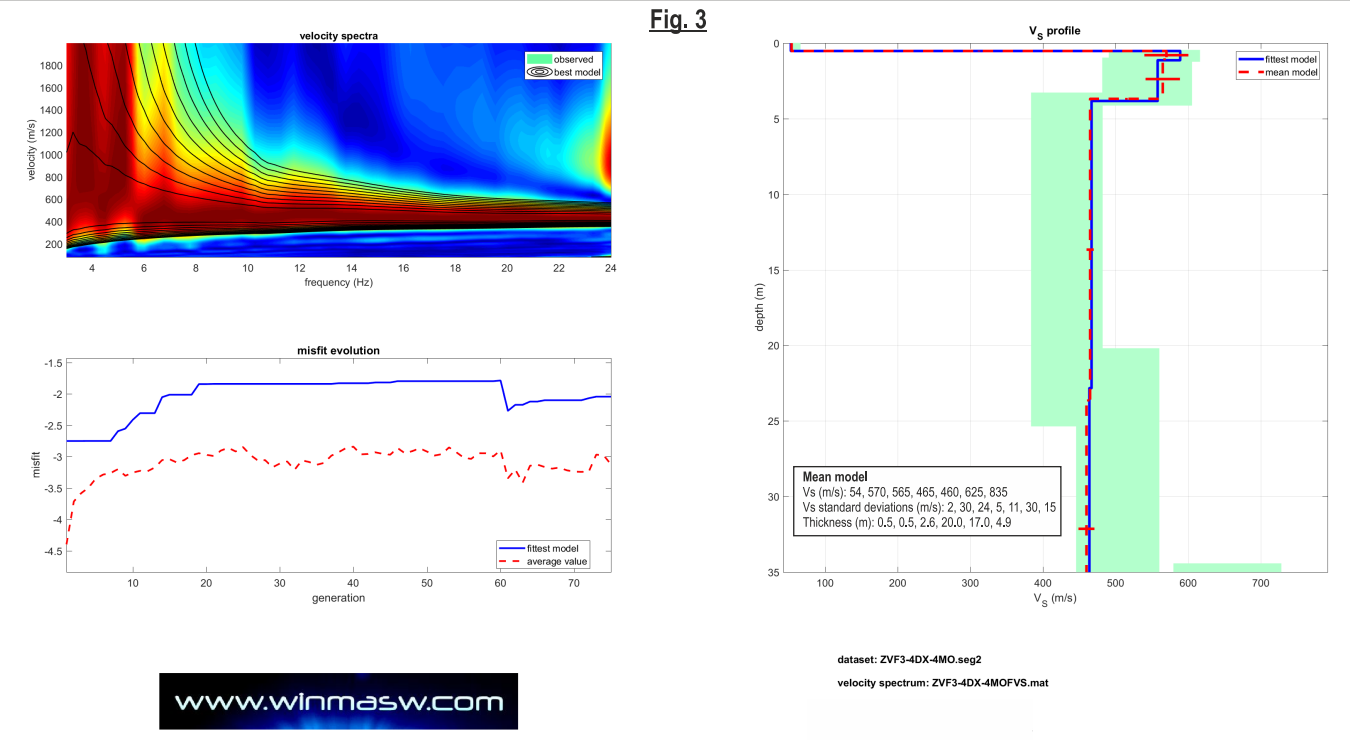 Fig. 3
velocity spectra
observed
best model
1800
1600
1400
1200
1000
800
600
400
200
velocity (m/s)
4 6 8 10 12 14 16 18 20 22 24
frequency (Hz)
misfit evolution
-1.5
-2
-2.5
-3
-3.5
-4
-4.5
misfit
fittest model
average value
10 20 30 40 50 60 70
generation
www.winmasw.com
VS profile
fittest model
mean model
0
5
10
15
20
25
30
35
depth (m)
Mean model
Vs (m/s): 54, 570, 565, 465, 460, 625, 835
Vs standard deviations (m/s): 2, 30, 24, 5, 11, 30, 15
Thickness (m): 0.5, 0.5, 2.6, 20.0, 17.0, 4.9
100 200 300 400 500 600 700
VS (m/s)
dataset: ZVF3-4DX-4MO.seg2
velocity spectrum: ZVF3-4DX-4MOFVS.mat